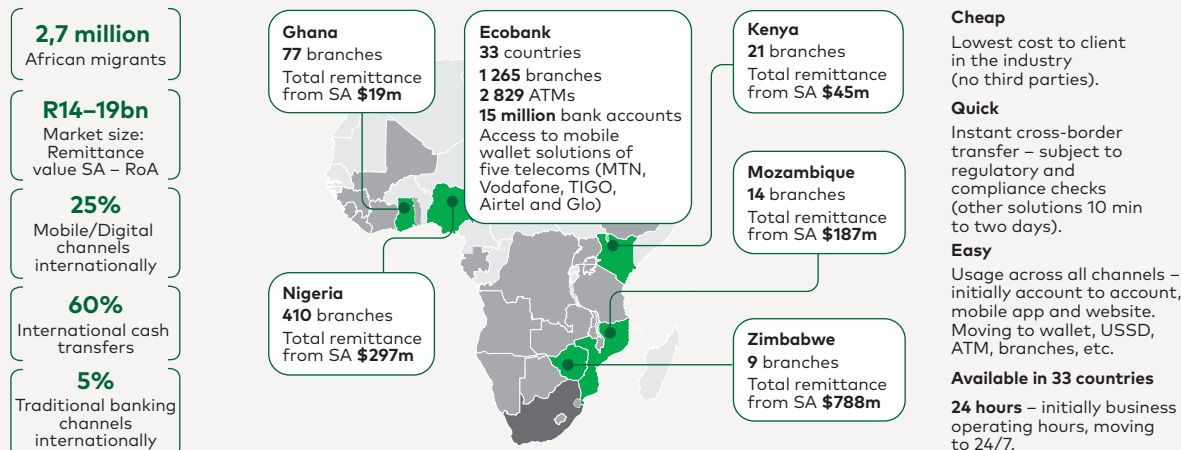 2,7 million
African migrants
R14–19bn
Market size:
Remittance
value SA – RoA
25%
Mobile/Digital
channels
internationally
60%
International cash
transfers
5%
Traditional banking
channels
internationally
Ghana
77 branches
Total remittance
from SA $19m
Ecobank
33 countries
1 265 branches
2 829 ATMs
15 million bank accounts
Access to mobile
wallet solutions of
five telecoms (MTN,
Vodafone, TIGO,
Airtel and Glo)
Kenya
21 branches
Total remittance
from SA $45m
Mozambique
14 branches
Total remittance
from SA $187m
Nigeria
410 branches
Total remittance
from SA $297m
Zimbabwe
9 branches
Total remittance
from SA $788m
Cheap
Lowest cost to client
in the industry
(no third parties).
Quick
Instant cross-border
transfer – subject to
regulatory and
compliance checks
(other solutions 10 min
to two days).
Easy
Usage across all channels –
initially account to account,
mobile app and website.
Moving to wallet, USSD,
ATM, branches, etc.
Available in 33 countries
24 hours – initially business
operating hours, moving
to 24/7.